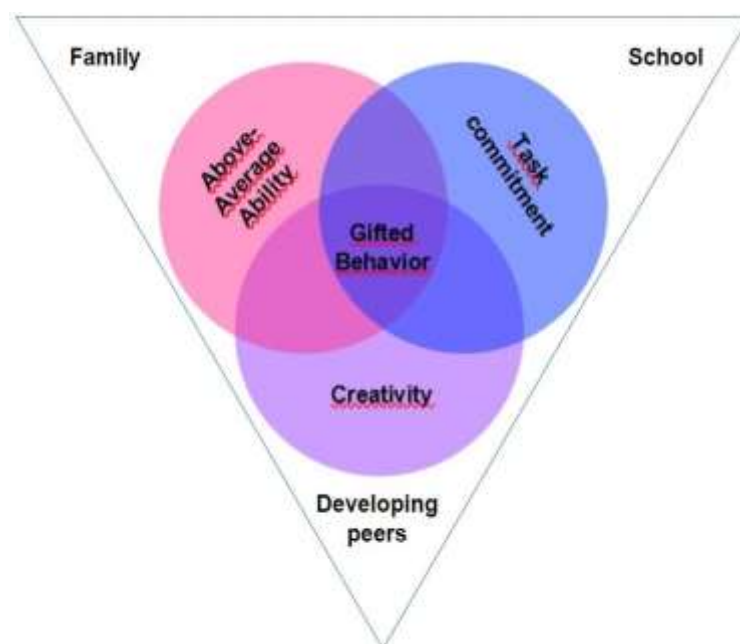 Family
School
Above-
Average
Ability
Task
commitment
Gifted
Behavior
Creativity
Developing
peers